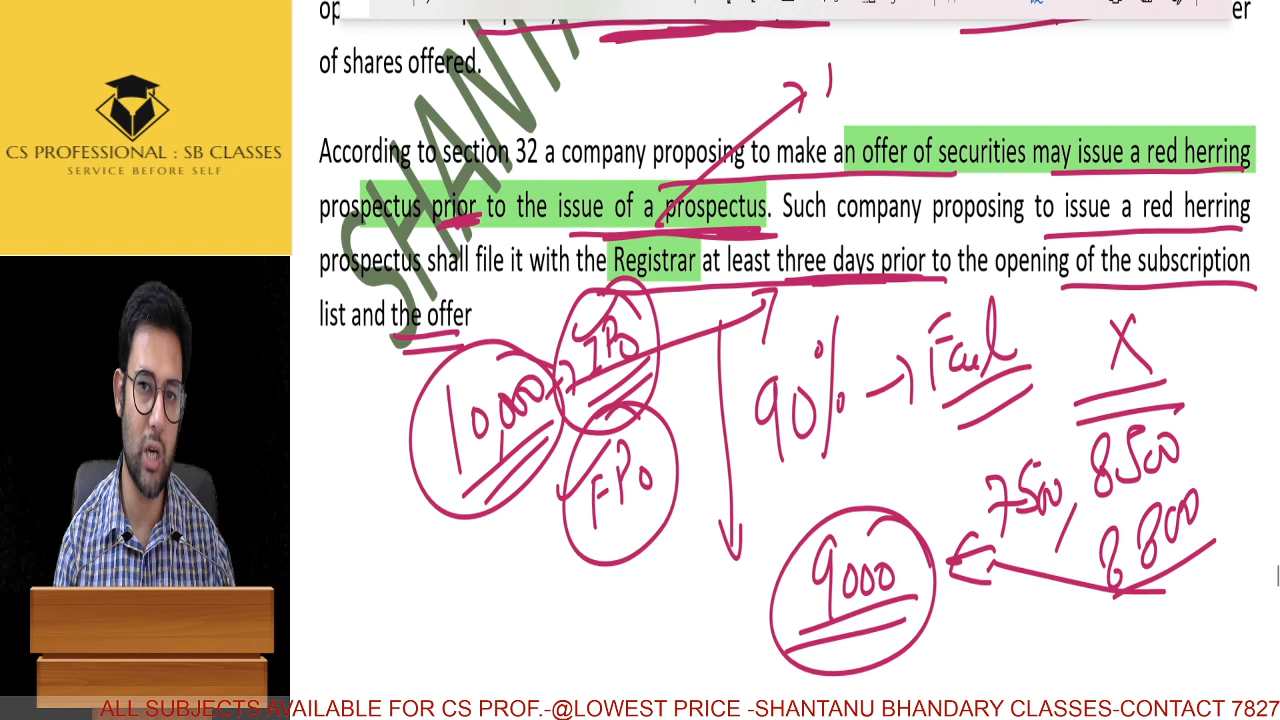 er
of shares offered.
CS PROFESSIONAL : SB CLASSES
SERVICE BEFORE SELF
According to section 32 a company proposing to make an offer of securities may issue a red herring
prospectus prior to the issue of a prospectus. Such company proposing to issue a red herring
prospectus shall file it with the Registrar at least three days prior to the opening of the subscription
list and the offer
SHANT
10,000 → IPO
FPO
90% → Fail
X
8500
7500,
8800
9000
ALL SUBJECTS AVAILABLE FOR CS PROF.-@LOWEST PRICE -SHANTANU BHANDARY CLASSES-CONTACT 7827